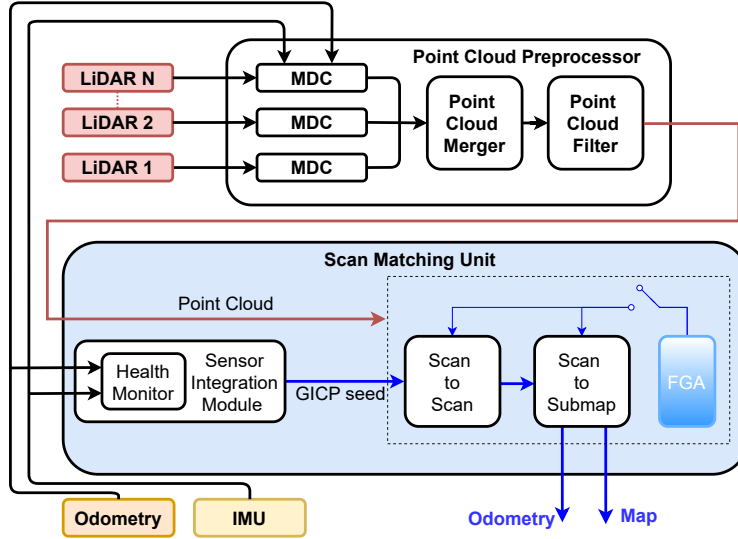 Point Cloud Preprocessor
LiDAR N
MDC
LiDAR 2
MDC
LiDAR 1
MDC
Point
Cloud
Merger
Point
Cloud
Filter
Scan Matching Unit
Point Cloud
Health
Monitor
Sensor
Integration
Module
GICP seed
Scan
to
Scan
Scan
to
Submap
FGA
Odometry
IMU
Odometry
Map